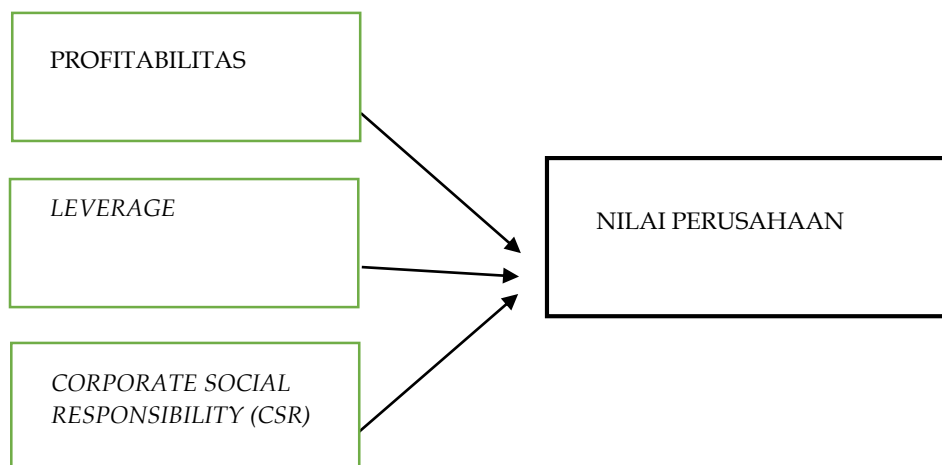 PROFITABILITAS
LEVERAGE
NILAI PERUSAHAAN
CORPORATE SOCIAL
RESPONSIBILITY (CSR)